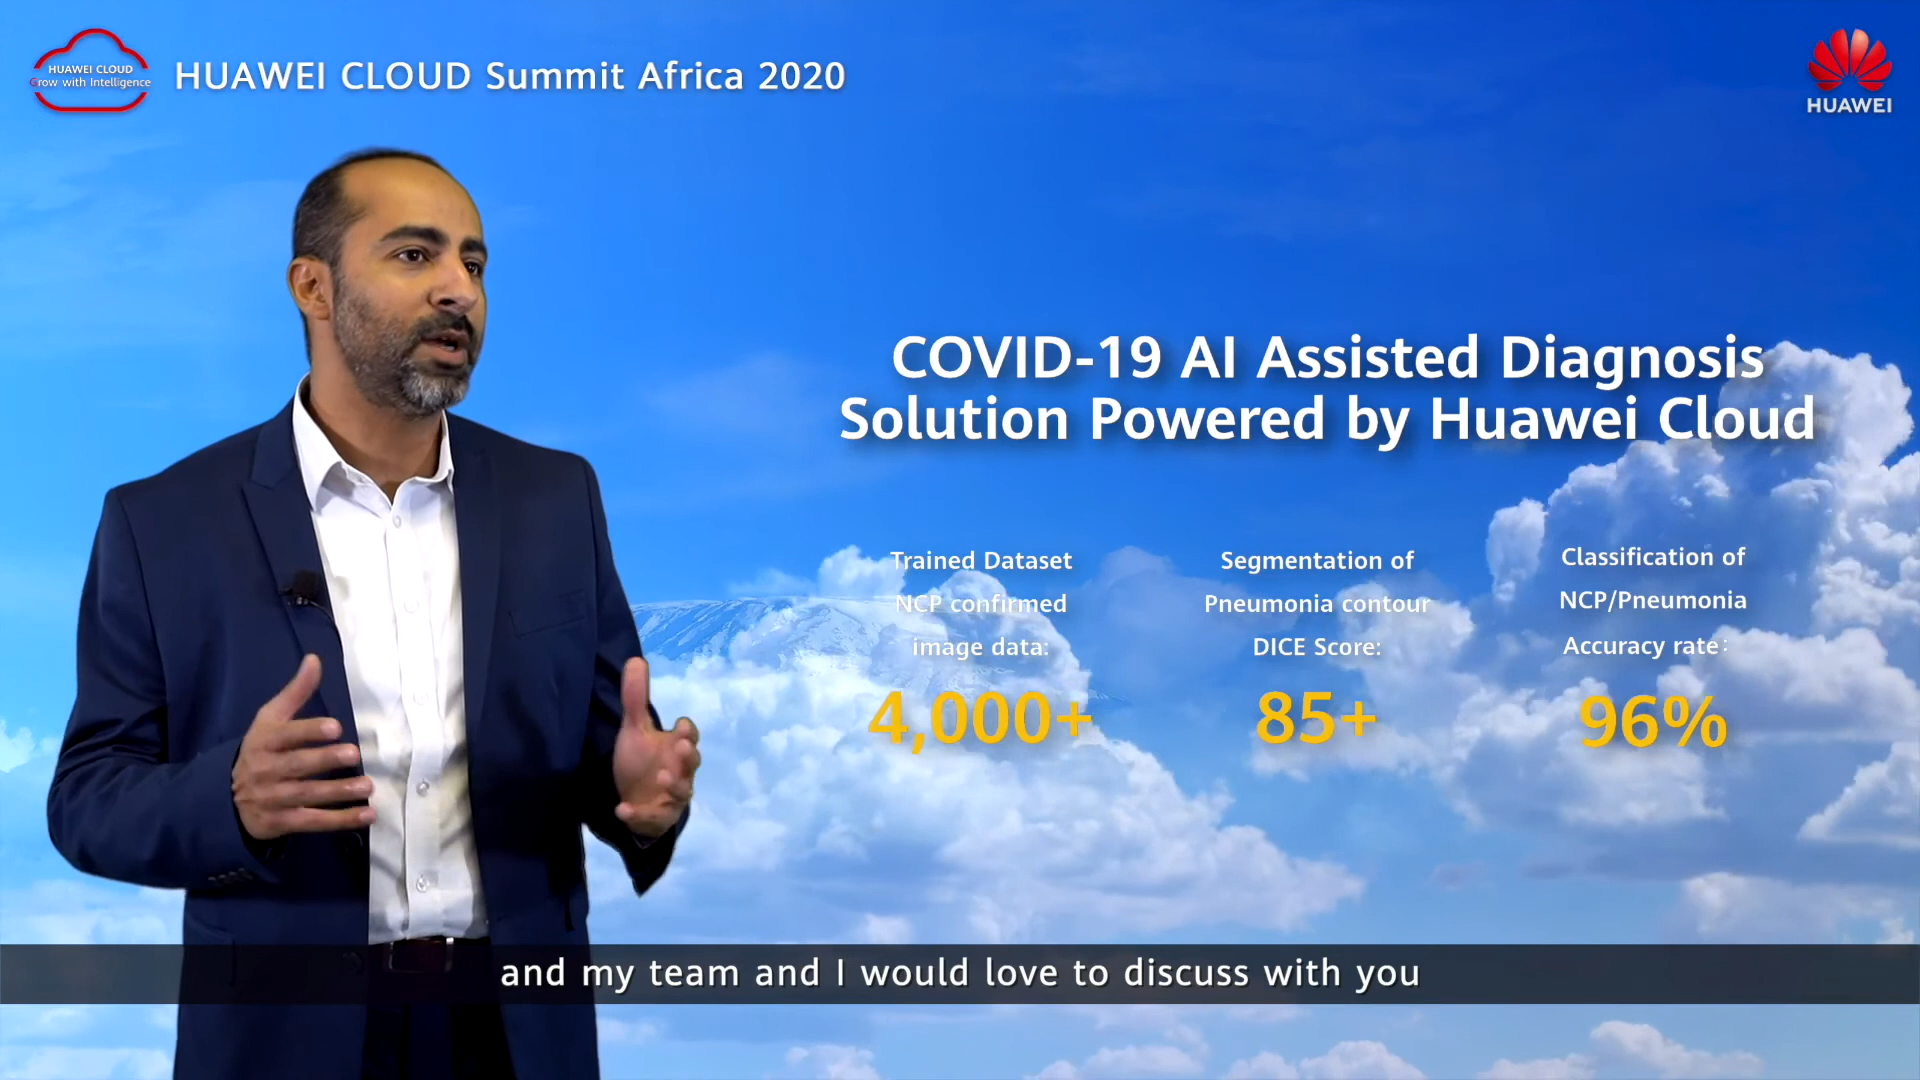 HUAWEI CLOUD
Grow with Intelligence
HUAWEI CLOUD Summit Africa 2020
HUAWEI
COVID-19 AI Assisted Diagnosis
Solution Powered by Huawei Cloud
Trained Dataset
NCP confirmed
image data:
4,000+
Segmentation of
Pneumonia contour
DICE Score:
85+
Classification of
NCP/Pneumonia
Accuracy rate:
96%
and my team and I would love to discuss with you